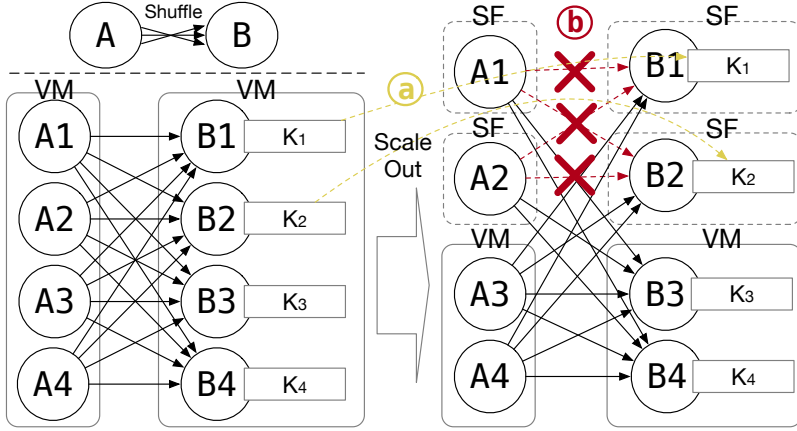 Shuffle
A
B
VM
VM
A1
B1
K1
A2
B2
K2
A3
B3
K3
A4
B4
K4
a
Scale
Out
SF
b
SF
A1
B1
K1
SF
SF
A2
B2
K2
VM
VM
A3
B3
K3
A4
B4
K4